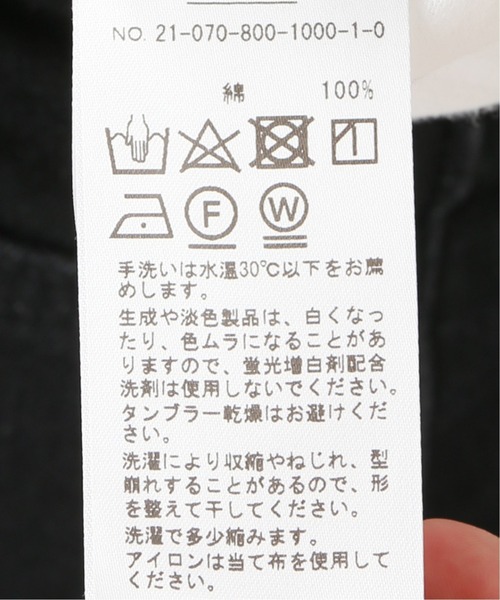 NO. 21-070-800-1000-1-0
綿 100%
F W
手洗いは水温30℃以下をお薦
めします。
生成や淡色製品は、白くなっ
たり、色ムラになることがあ
りますので、蛍光増白剤配合
洗剤は使用しないでください。
タンブラー乾燥はお避けくだ
さい。
洗濯により収縮やねじれ、型
崩れすることがあるので、形
を整えて干してください。
洗濯で多少縮みます。
アイロンは当て布を使用して
ください。